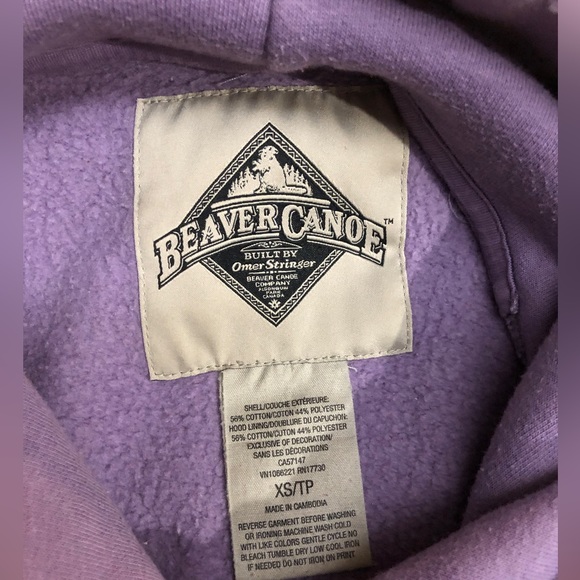 BEAVER CANOE™
BUILT BY
Omer Stringer
BEAVER CANOE
COMPANY
ALGONQUIN
PARK
CANADA
SHELL/COUCHE EXTÉRIEURE:
56% COTTON/COTON 44% POLYESTER
HOOD LINING/DOUBLURE DU CAPUCHON:
56% COTTON/COTON 44% POLYESTER
EXCLUSIVE OF DECORATION/
SANS LES DÉCORATIONS
CA57147
VN1086221 RN17730
XS/TP
MADE IN CAMBODIA
REVERSE GARMENT BEFORE WASHING
OR IRONING MACHINE WASH COLD
WITH LIKE COLORS GENTLE CYCLE NO
BLEACH TUMBLE DRY LOW COOL IRON
IF NEEDED DO NOT IRON ON PRINT